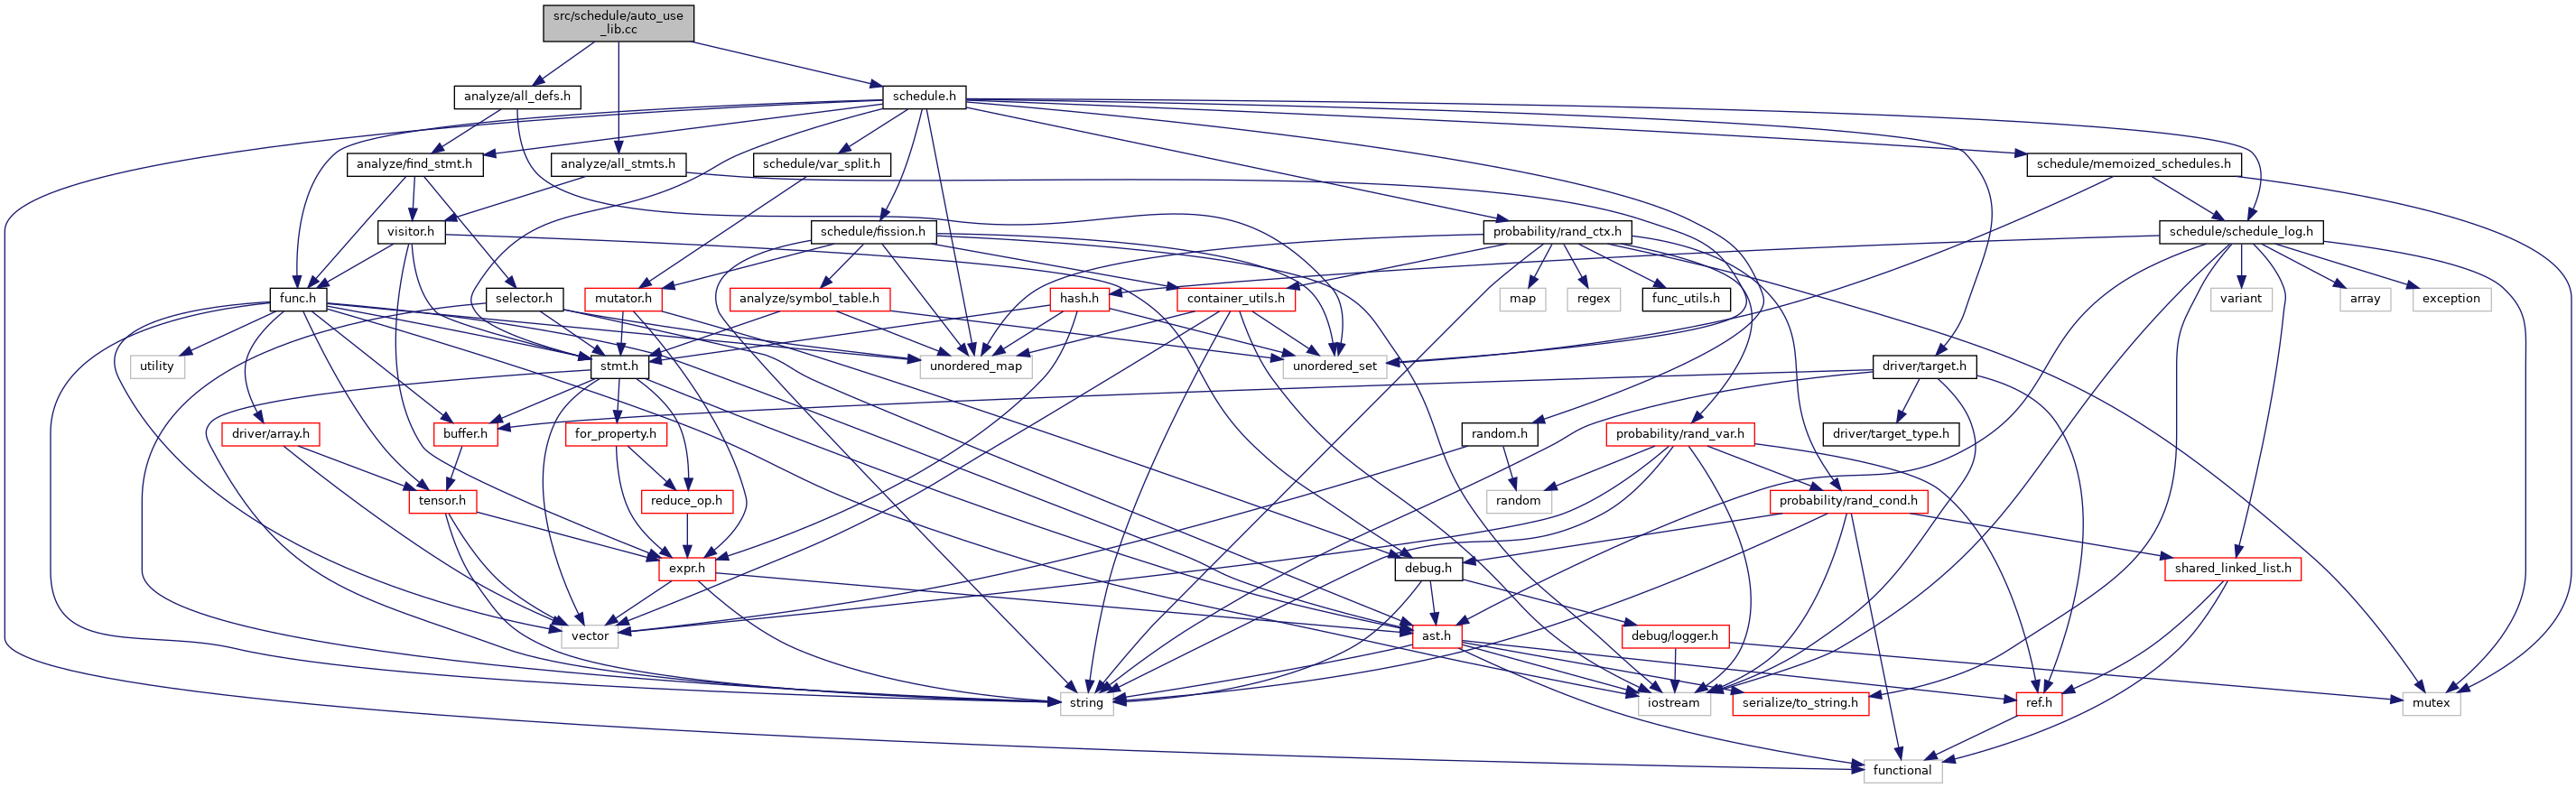 src/schedule/auto_use
_lib.cc
analyze/all_defs.h
schedule.h
analyze/find_stmt.h
analyze/all_stmts.h
schedule/var_split.h
schedule/memoized_schedules.h
visitor.h
schedule/fission.h
probability/rand_ctx.h
schedule/schedule_log.h
func.h
selector.h
mutator.h
analyze/symbol_table.h
hash.h
container_utils.h
map
regex
func_utils.h
variant
array
exception
utility
stmt.h
unordered_map
unordered_set
driver/target.h
driver/array.h
buffer.h
for_property.h
random.h
probability/rand_var.h
driver/target_type.h
tensor.h
reduce_op.h
random
probability/rand_cond.h
expr.h
debug.h
shared_linked_list.h
vector
ast.h
debug/logger.h
string
iostream
serialize/to_string.h
ref.h
mutex
functional